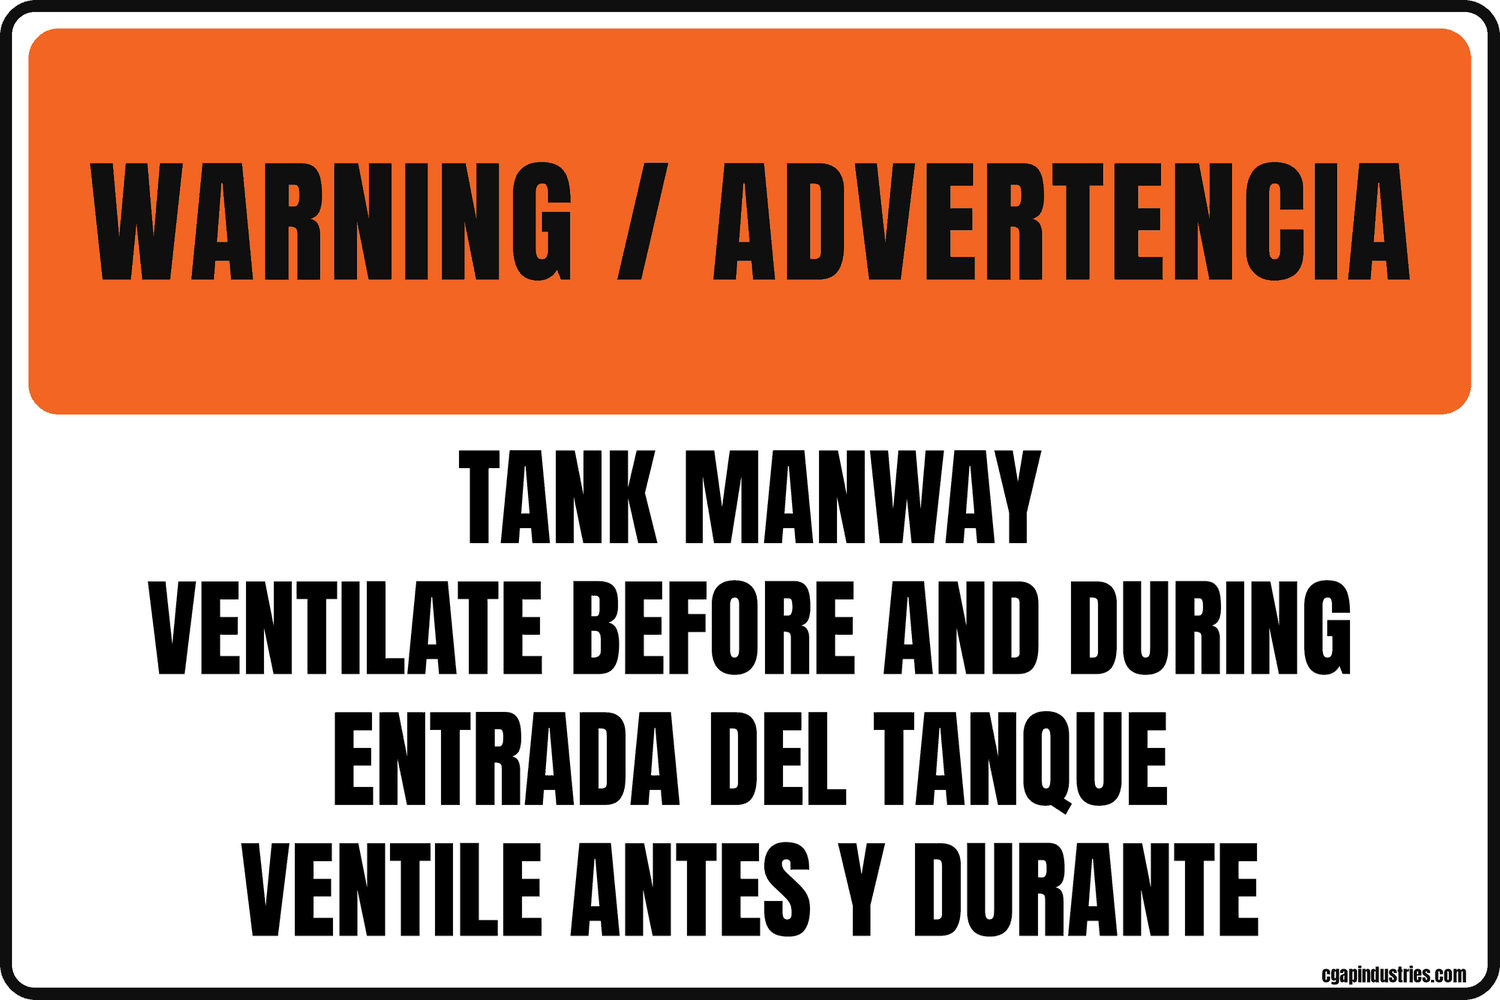 WARNING / ADVERTENCIA
TANK MANWAY
VENTILATE BEFORE AND DURING
ENTRADA DEL TANQUE
VENTILE ANTES Y DURANTE
cgapindustries.com